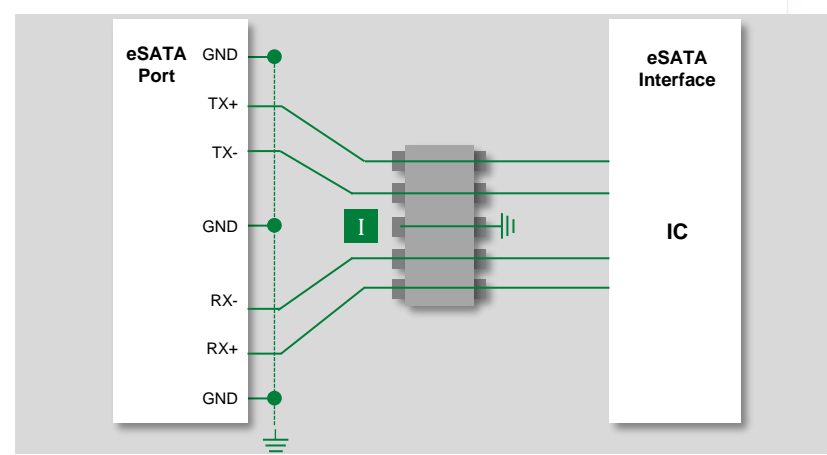 eSATA
Port
GND
TX+
TX-
GND
RX-
RX+
GND
I
eSATA
Interface
IC